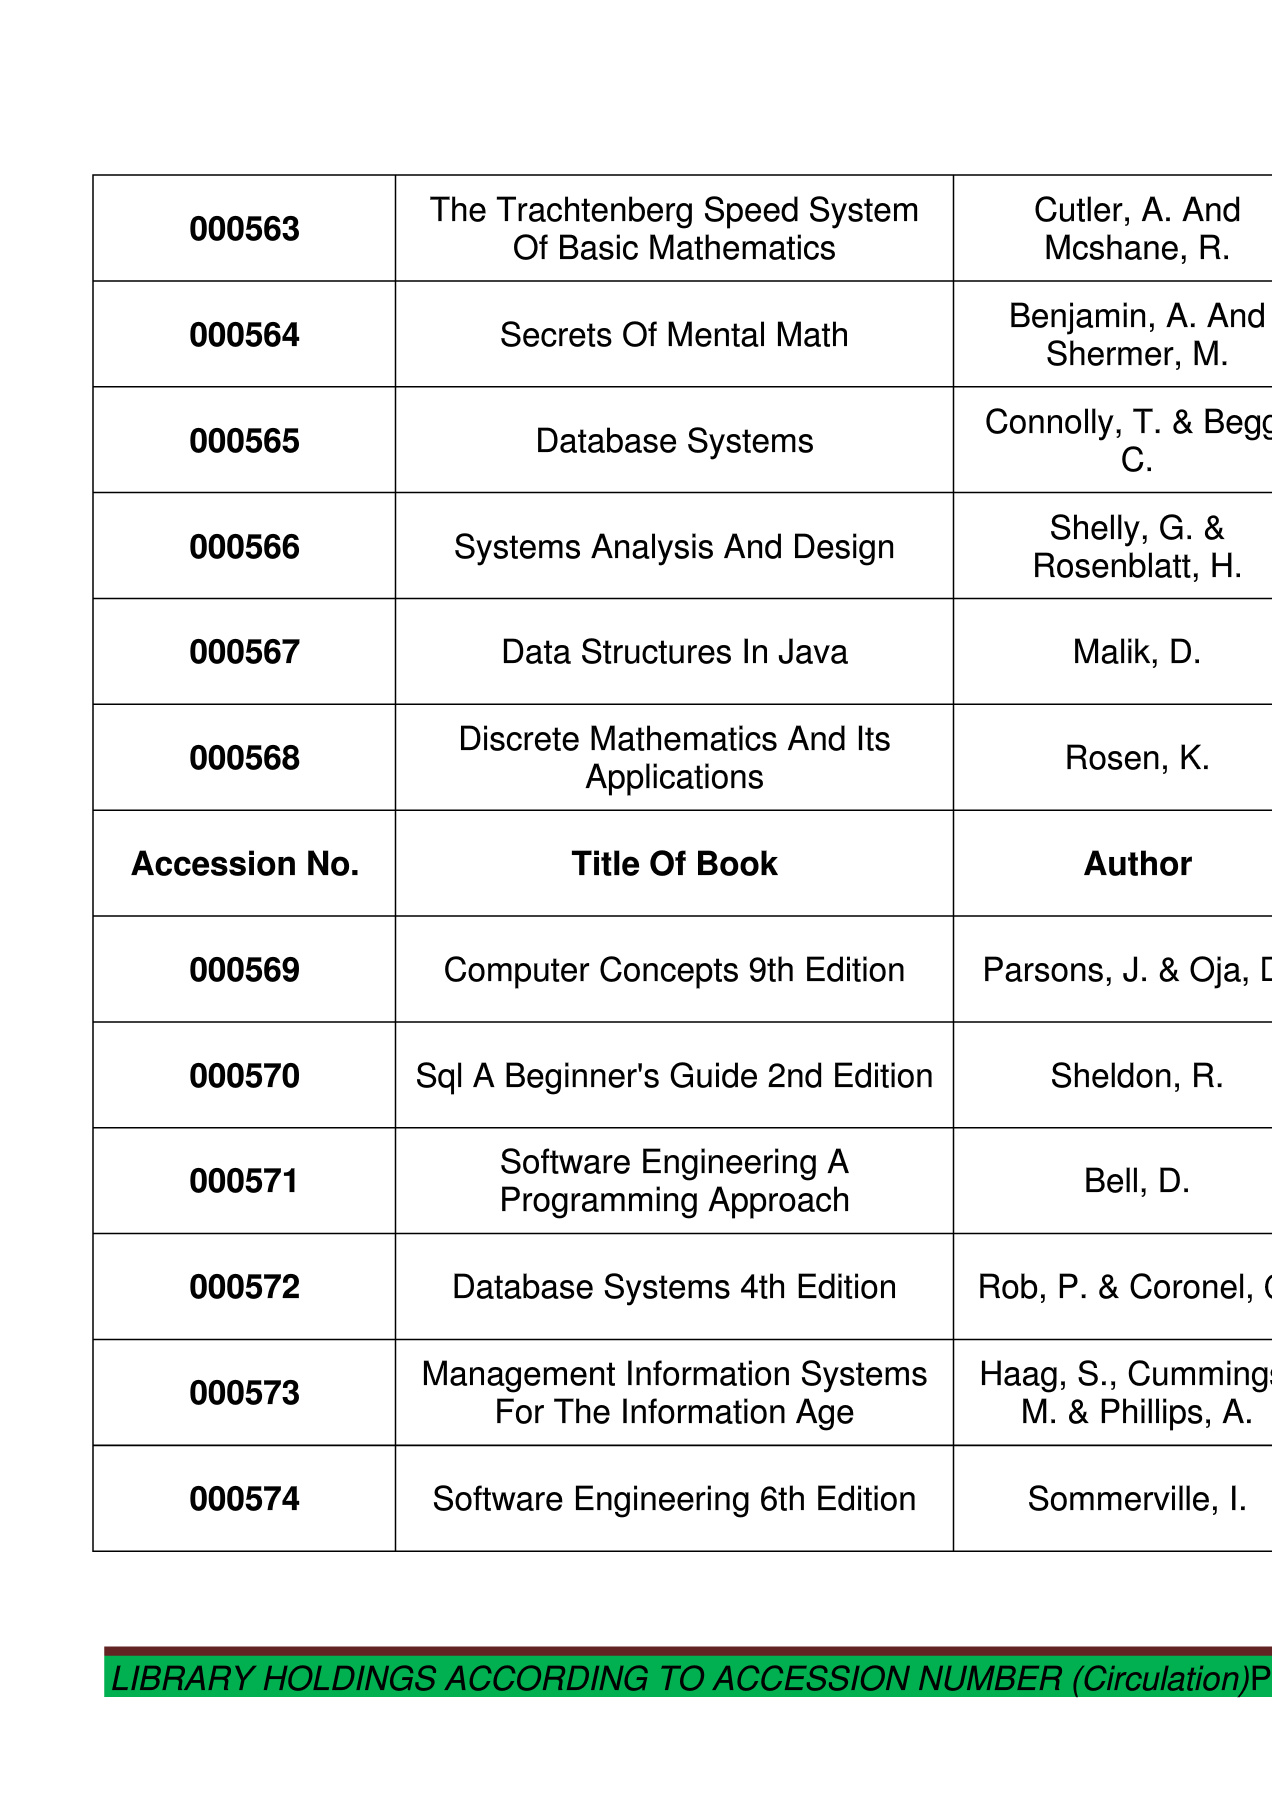 000563
The Trachtenberg Speed System
Of Basic Mathematics
Cutler, A. And
Mcshane, R.
000564
Secrets Of Mental Math
Benjamin, A. And
Shermer, M.
000565
Database Systems
Connolly, T. & Begg
C.
000566
Systems Analysis And Design
Shelly, G. &
Rosenblatt, H.
000567
Data Structures In Java
Malik, D.
000568
Discrete Mathematics And Its
Applications
Rosen, K.
Accession No.
Title Of Book
Author
000569
Computer Concepts 9th Edition
Parsons, J. & Oja, D
000570
Sql A Beginner's Guide 2nd Edition
Sheldon, R.
000571
Software Engineering A
Programming Approach
Bell, D.
000572
Database Systems 4th Edition
Rob, P. & Coronel, C
000573
Management Information Systems
For The Information Age
Haag, S., Cummings
M. & Phillips, A.
000574
Software Engineering 6th Edition
Sommerville, I.
LIBRARY HOLDINGS ACCORDING TO ACCESSION NUMBER (Circulation)P